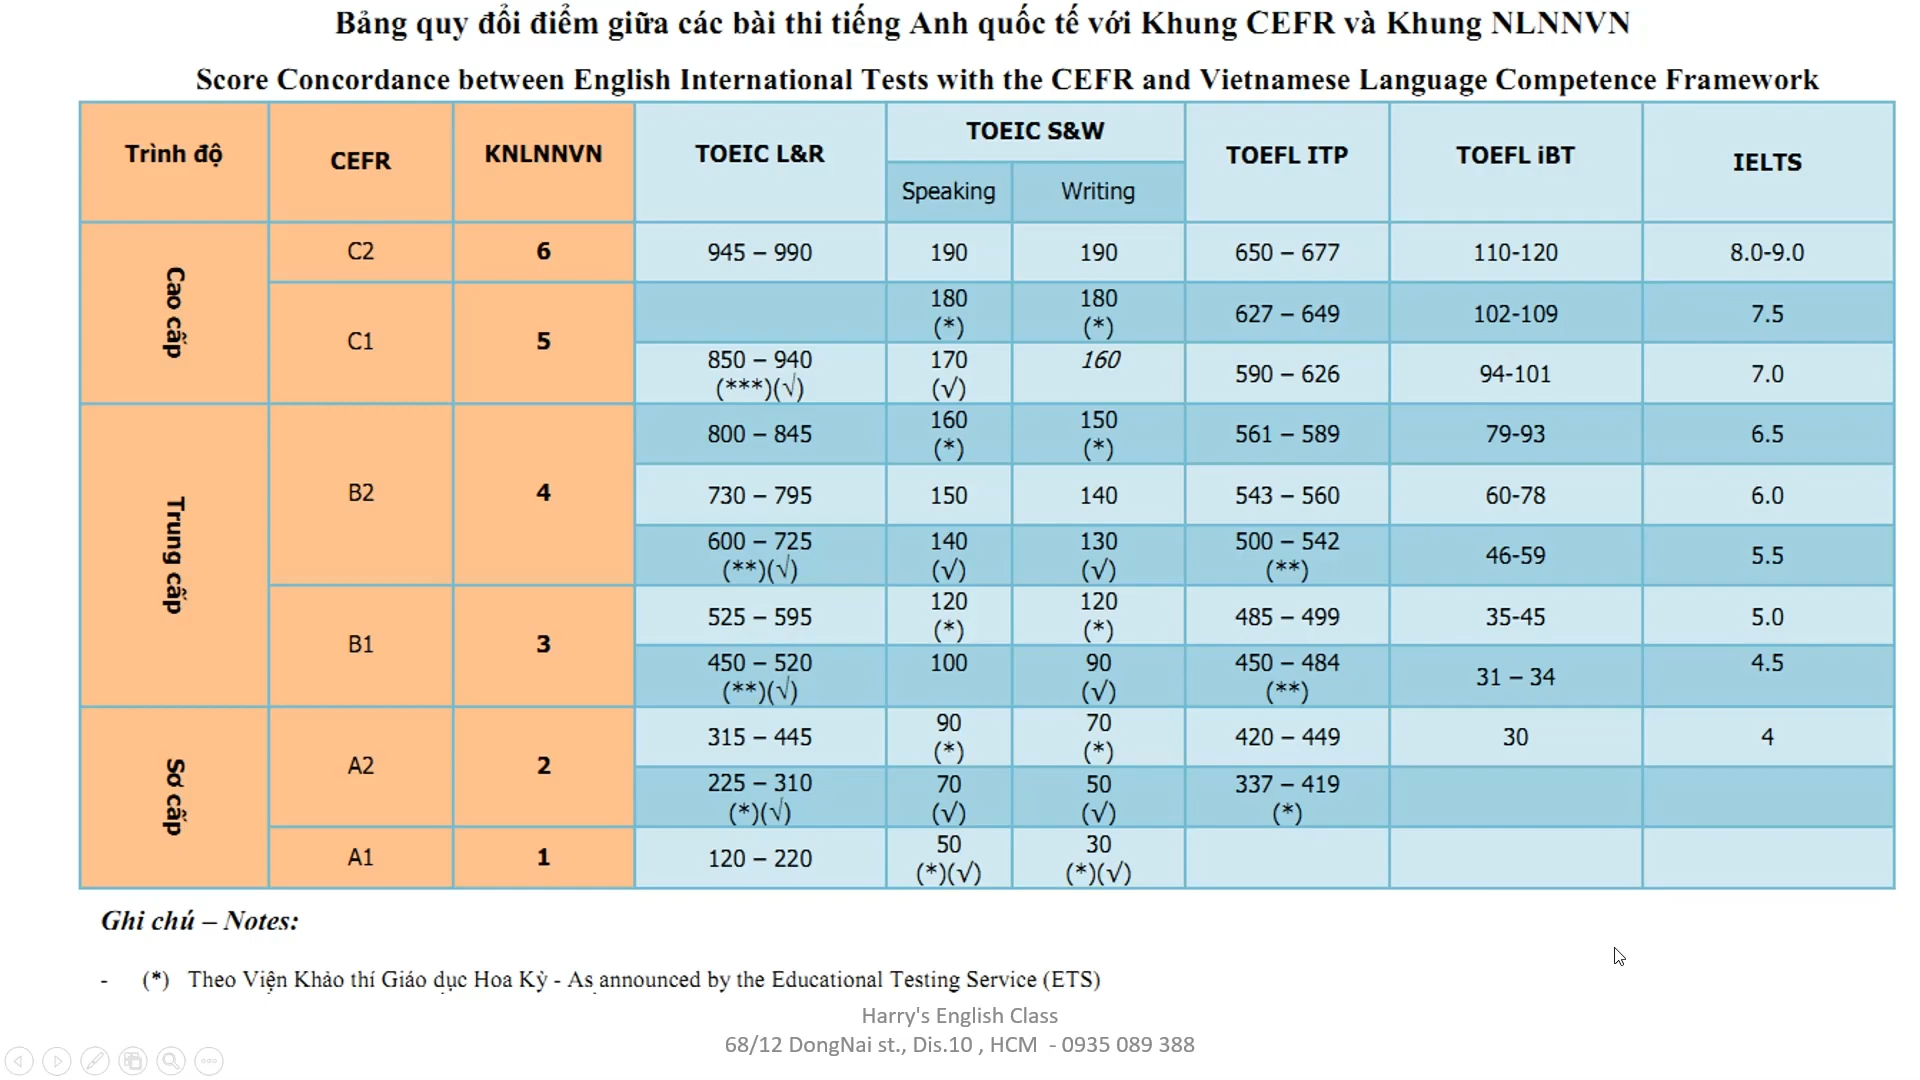 Bảng quy đổi điểm giữa các bài thi tiếng Anh quốc tế với Khung CEFR và Khung NLNNVN
Score Concordance between English International Tests with the CEFR and Vietnamese Language Competence Framework
Trình độ CEFR KNLNNVN TOEIC L&R TOEIC S&W TOEFL ITP TOEFL iBT IELTS
Speaking Writing
Cao cấp
C2 6 945 – 990 190 190 650 – 677 110-120 8.0-9.0
C1 5
180 (*) 180 (*) 627 – 649 102-109 7.5
850 – 940 (***)(√) 170 (√) 160 590 – 626 94-101 7.0
Trung cấp
B2 4
800 – 845 160 (*) 150 (*) 561 – 589 79-93 6.5
730 – 795 150 140 543 – 560 60-78 6.0
600 – 725 (**)(√) 140 (√) 130 (√) 500 – 542 (**) 46-59 5.5
B1 3
525 – 595 120 (*) 120 (*) 485 – 499 35-45 5.0
450 – 520 (**)(√) 100 90 (√) 450 – 484 (**) 31 – 34 4.5
Sơ cấp
A2 2
315 – 445 90 (*) 70 (*) 420 – 449 30 4
225 – 310 (*)(√) 70 (√) 50 (√) 337 – 419 (*)
A1 1 120 – 220 50 (*)(√) 30 (*)(√)
Ghi chú – Notes:
- (*) Theo Viện Khảo thí Giáo dục Hoa Kỳ - As announced by the Educational Testing Service (ETS)
Harry's English Class
68/12 DongNai st., Dis.10 , HCM - 0935 089 388